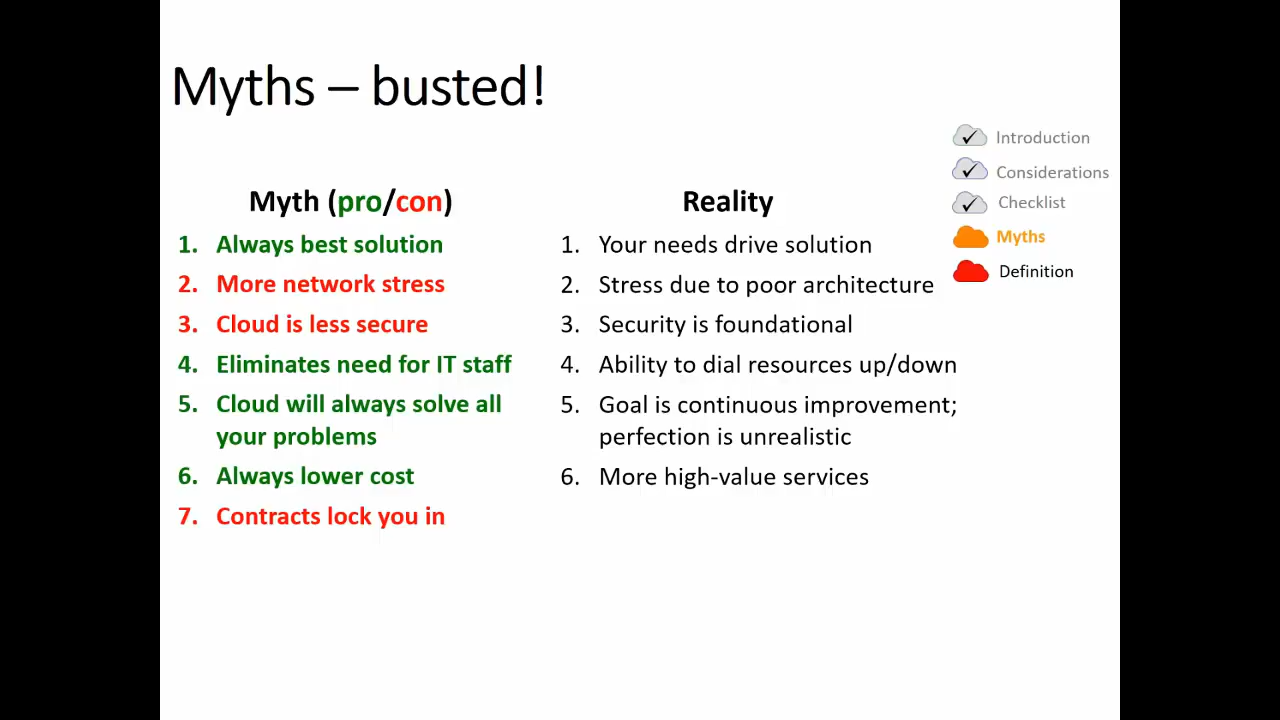 Myths – busted!
Introduction
Considerations
Checklist
Myths
Definition
Myth (pro/con)
1. Always best solution
2. More network stress
3. Cloud is less secure
4. Eliminates need for IT staff
5. Cloud will always solve all
your problems
6. Always lower cost
7. Contracts lock you in
Reality
1. Your needs drive solution
2. Stress due to poor architecture
3. Security is foundational
4. Ability to dial resources up/down
5. Goal is continuous improvement;
perfection is unrealistic
6. More high-value services